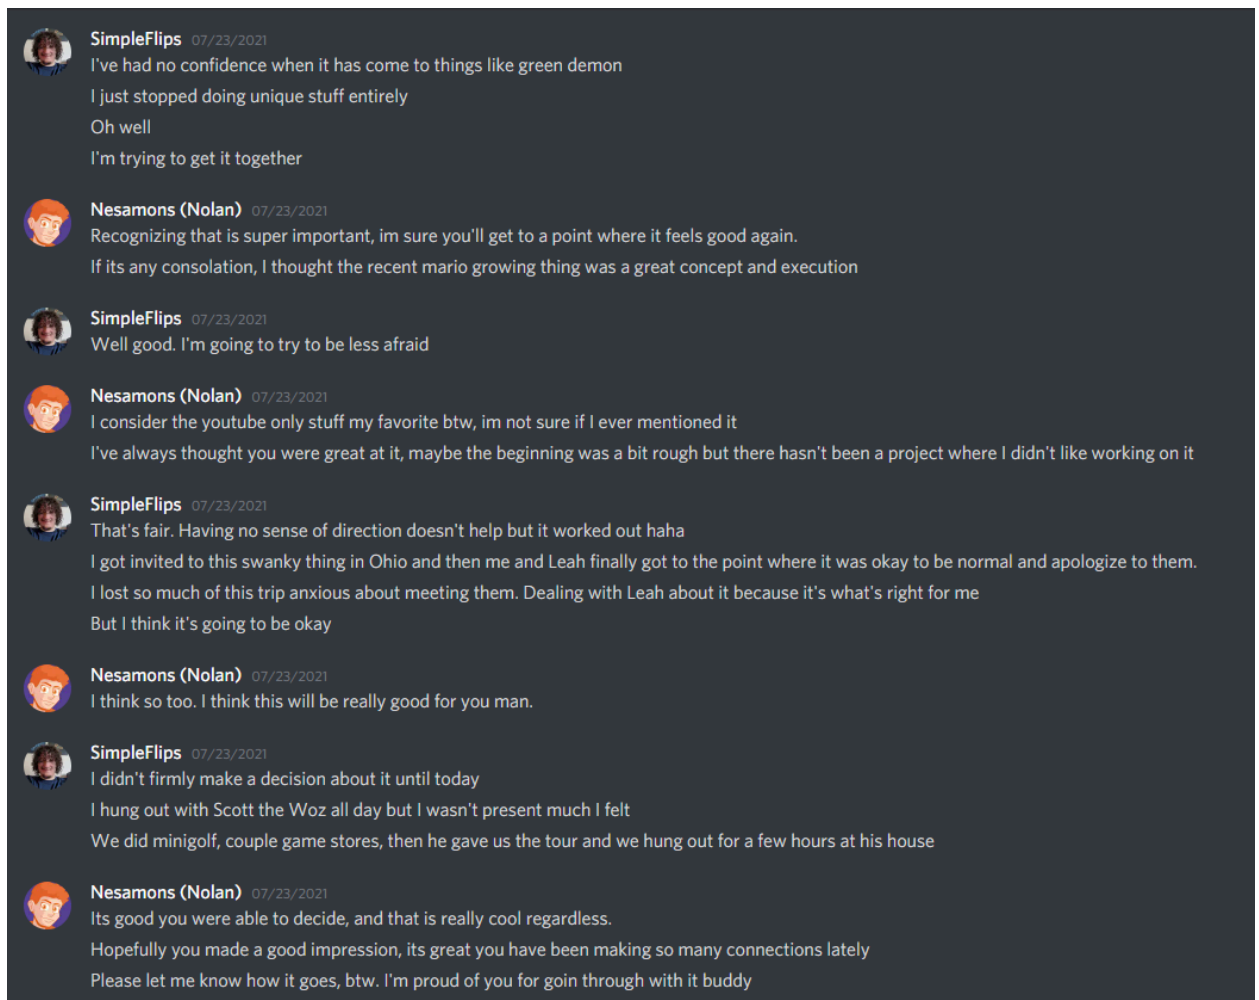 SimpleFlips 07/23/2021
I've had no confidence when it has come to things like green demon
I just stopped doing unique stuff entirely
Oh well
I'm trying to get it together
Nesamons (Nolan) 07/23/2021
Recognizing that is super important, im sure you'll get to a point where it feels good again.
If its any consolation, I thought the recent mario growing thing was a great concept and execution
SimpleFlips 07/23/2021
Well good. I'm going to try to be less afraid
Nesamons (Nolan) 07/23/2021
I consider the youtube only stuff my favorite btw, im not sure if I ever mentioned it
I've always thought you were great at it, maybe the beginning was a bit rough but there hasn't been a project where I didn't like working on it
SimpleFlips 07/23/2021
That's fair. Having no sense of direction doesn't help but it worked out haha
I got invited to this swanky thing in Ohio and then me and Leah finally got to the point where it was okay to be normal and apologize to them.
I lost so much of this trip anxious about meeting them. Dealing with Leah about it because it's what's right for me
But I think it's going to be okay
Nesamons (Nolan) 07/23/2021
I think so too. I think this will be really good for you man.
SimpleFlips 07/23/2021
I didn't firmly make a decision about it until today
I hung out with Scott the Woz all day but I wasn't present much I felt
We did minigolf, couple game stores, then he gave us the tour and we hung out for a few hours at his house
Nesamons (Nolan) 07/23/2021
Its good you were able to decide, and that is really cool regardless.
Hopefully you made a good impression, its great you have been making so many connections lately
Please let me know how it goes, btw. I'm proud of you for goin through with it buddy